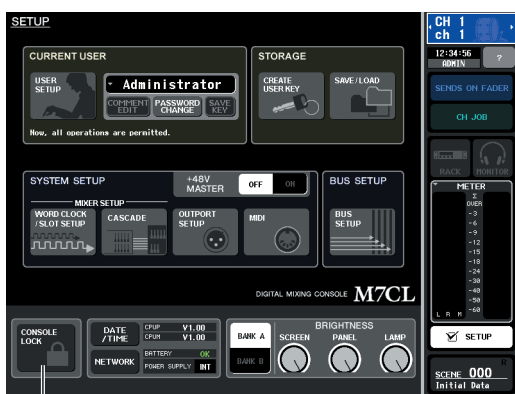 SETUP
CURRENT USER
USER
SETUP
Administrator
COMMENT
EDIT
PASSWORD
CHANGE
SAVE
KEY
Now, all operations are permitted.
STORAGE
CREATE
USER KEY
SAVE/LOAD
SYSTEM SETUP
+48V
MASTER
OFF
ON
MIXER SETUP
WORD CLOCK
/SLOT SETUP
CASCADE
OUTPORT
SETUP
MIDI
BUS SETUP
BUS
SETUP
DIGITAL MIXING CONSOLE M7CL
CONSOLE
LOCK
DATE
/TIME
CPUP V1.00
CPUM V1.00
NETWORK
BATTERY OK
POWER SUPPLY INT
BANK A
BANK B
BRIGHTNESS
SCREEN
PANEL
LAMP
CH 1
ch 1
12:34:56
ADMIN
?
SENDS ON FADER
CH JOB
RACK
MONITOR
METER
Σ
OVER
-3
-6
-9
-12
-15
-18
-24
-30
-40
-50
-60
L R M
SETUP
R
SCENE 000
Initial Data